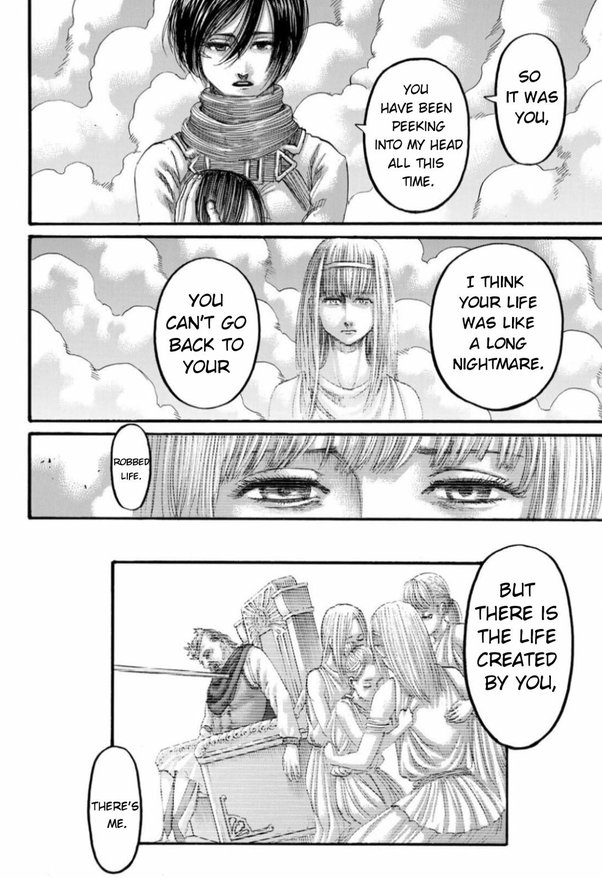 SO
IT WAS
YOU,
YOU
HAVE BEEN
PEEKING
INTO MY HEAD
ALL THIS
TIME.
I THINK
YOUR LIFE
WAS LIKE
A LONG
NIGHTMARE.
YOU
CAN'T GO
BACK TO
YOUR
ROBBED
LIFE.
BUT
THERE IS
THE LIFE
CREATED
BY YOU,
THERE'S
ME.